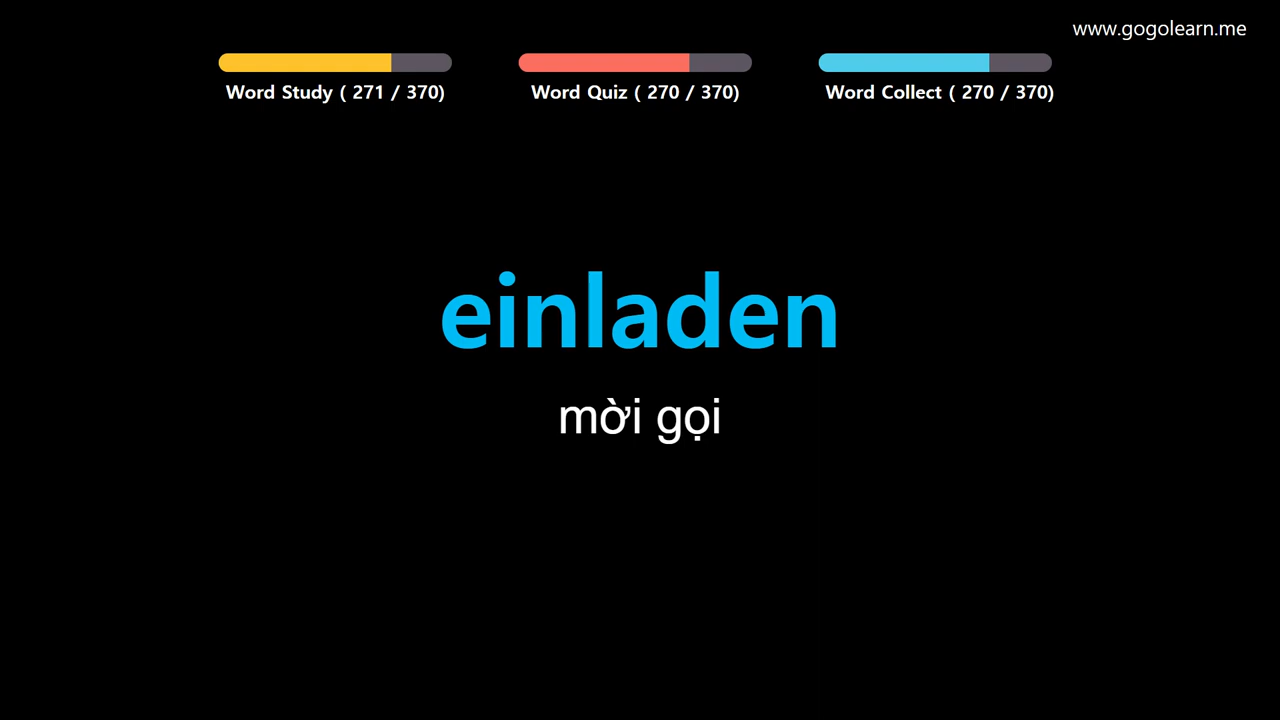 www.gogolearn.me
Word Study ( 271 / 370)
Word Quiz ( 270 / 370)
Word Collect ( 270 / 370)
einladen
mời gọi